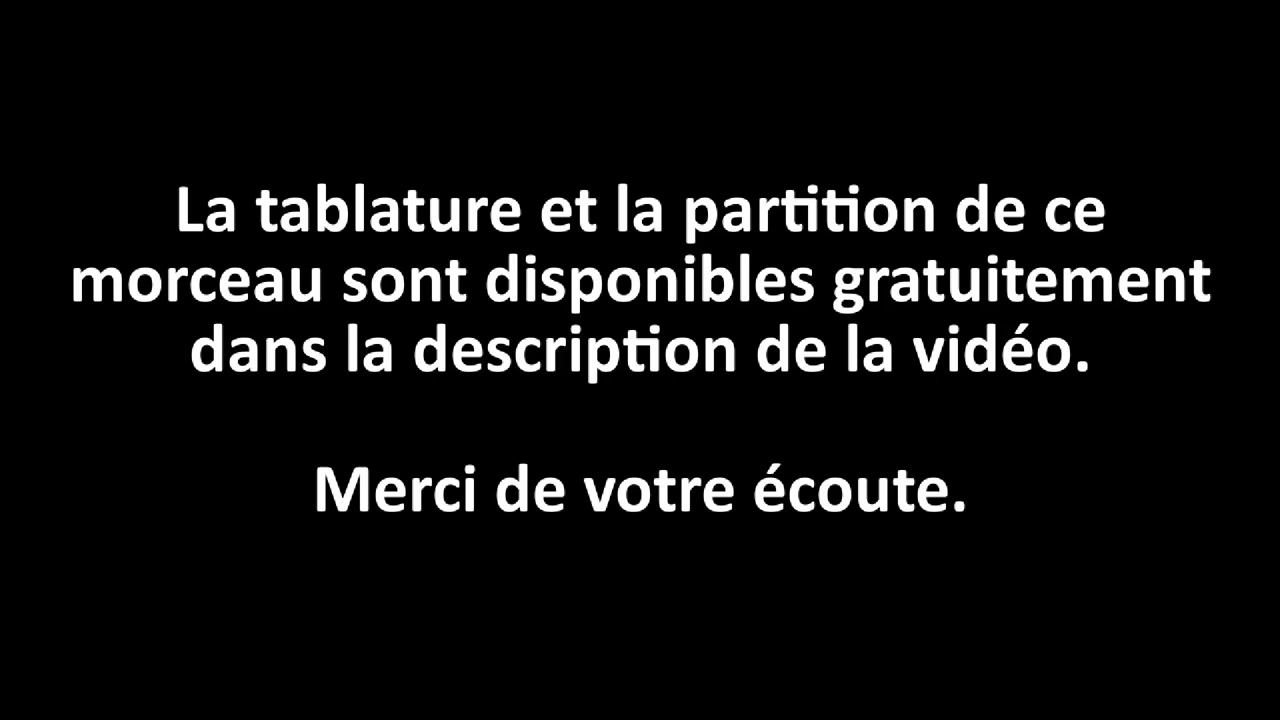 La tablature et la partition de ce
morceau sont disponibles gratuitement
dans la description de la vidéo.
Merci de votre écoute.